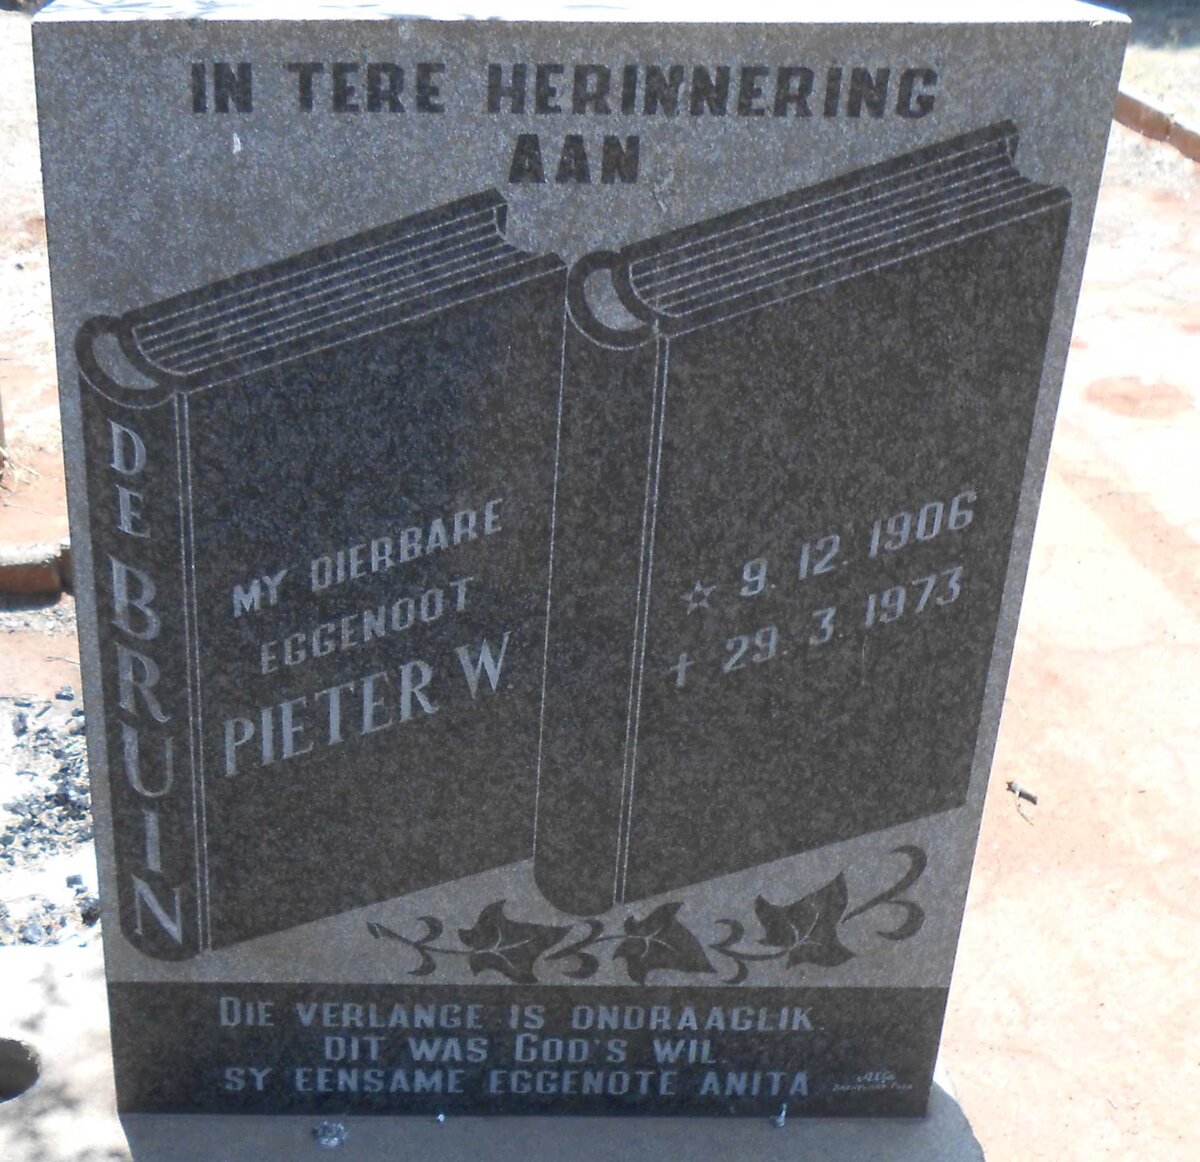 IN TERE HERINNERING
AAN
DE BRUIN
MY DIERBARE
EGGENOOT
PIETER W
☆ 9. 12. 1906
† 29. 3. 1973
DIE VERLANGE IS ONDRAAGLIK.
DIT WAS GOD'S WIL.
SY EENSAME EGGENOTE ANITA